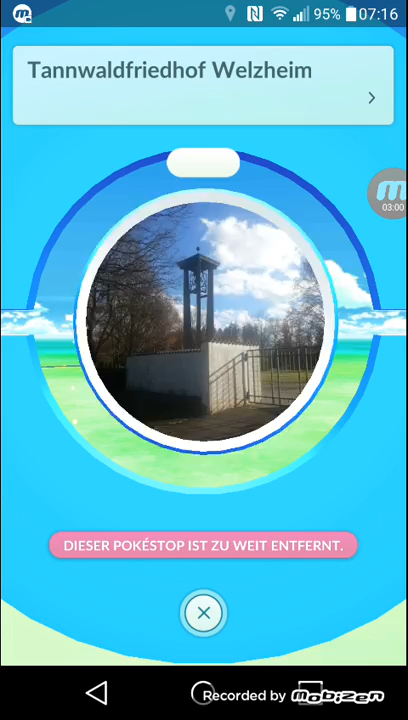 95% 07:16
Tannwaldfriedhof Welzheim
03:00
DIESER POKÉSTOP IST ZU WEIT ENTFERNT.
Recorded by mobizen